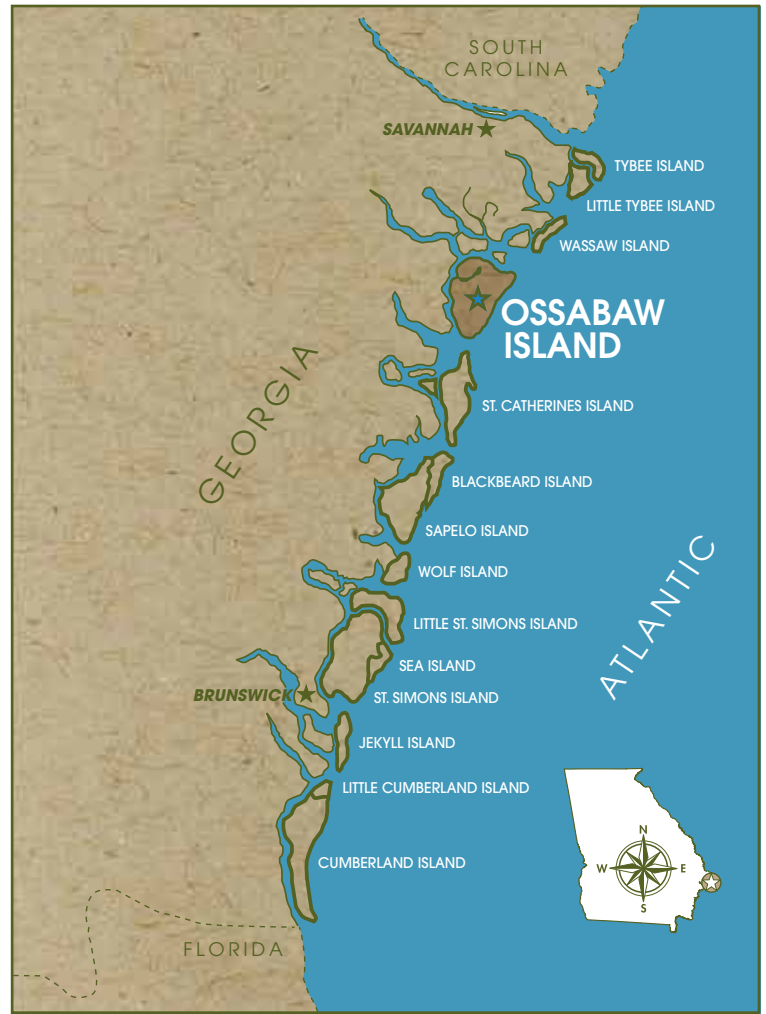 SOUTH
CAROLINA
SAVANNAH
TYBEE ISLAND
LITTLE TYBEE ISLAND
WASSAW ISLAND
OSSABAW
ISLAND
GEORGIA
ST. CATHERINES ISLAND
BLACKBEARD ISLAND
SAPELO ISLAND
WOLF ISLAND
ATLANTIC
LITTLE ST. SIMONS ISLAND
SEA ISLAND
BRUNSWICK
ST. SIMONS ISLAND
JEKYLL ISLAND
LITTLE CUMBERLAND ISLAND
N
W E
S
CUMBERLAND ISLAND
FLORIDA